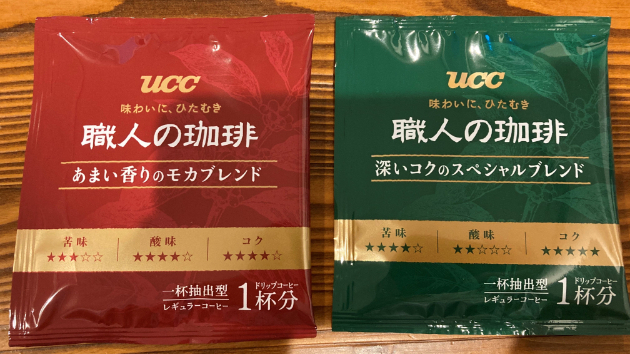 UCC
味わいに、ひたむき
職人の珈琲
あまい香りのモカブレンド
苦味 酸味 コク
★★★☆☆ ★★★★☆ ★★★★☆
一杯抽出型 ドリップコーヒー
レギュラーコーヒー 1杯分
UCC
味わいに、ひたむき
職人の珈琲
深いコクのスペシャルブレンド
苦味 酸味 コク
★★★★☆ ★★☆☆☆ ★★★★★
一杯抽出型 ドリップコーヒー
レギュラーコーヒー 1杯分